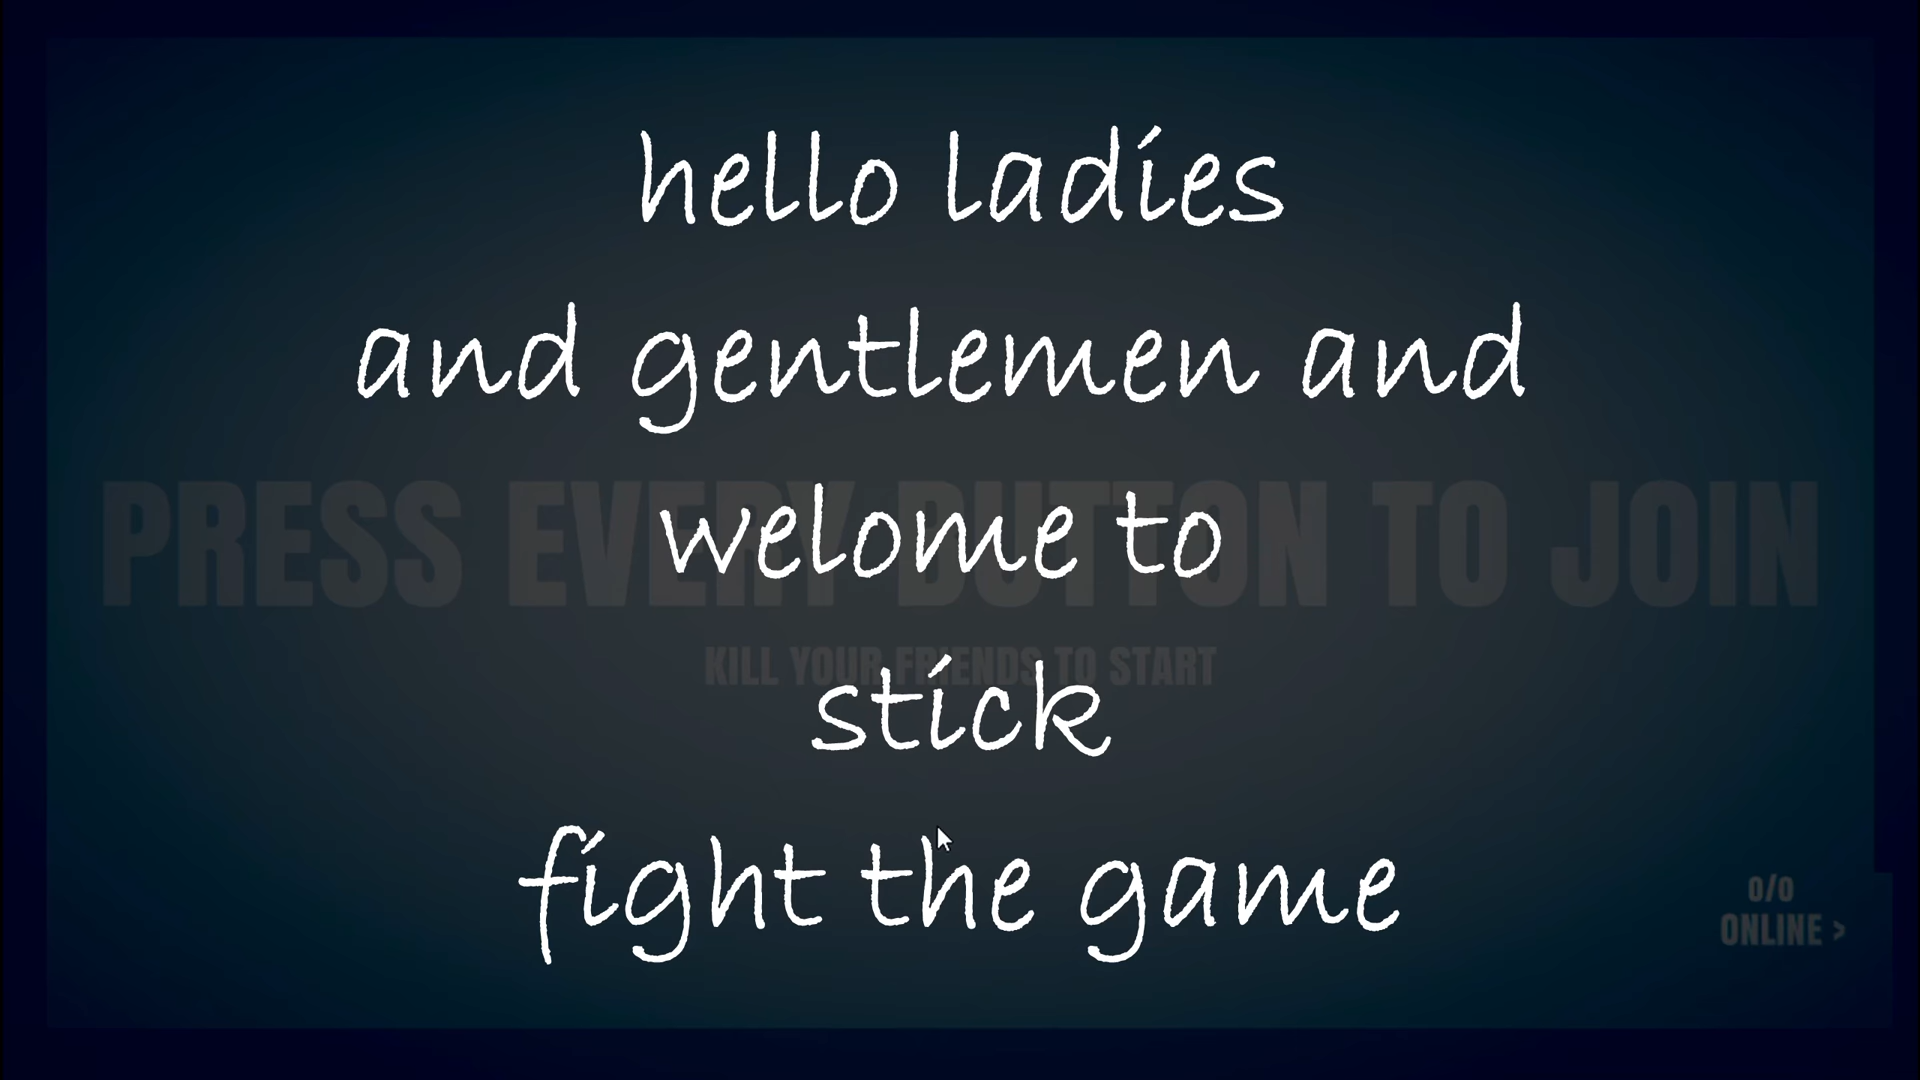 hello ladies
and gentlemen and
PRESS EVERY BUTTON TO JOIN
welome to
KILL YOUR FRIENDS TO START
stick
fight the game
0/0
ONLINE >